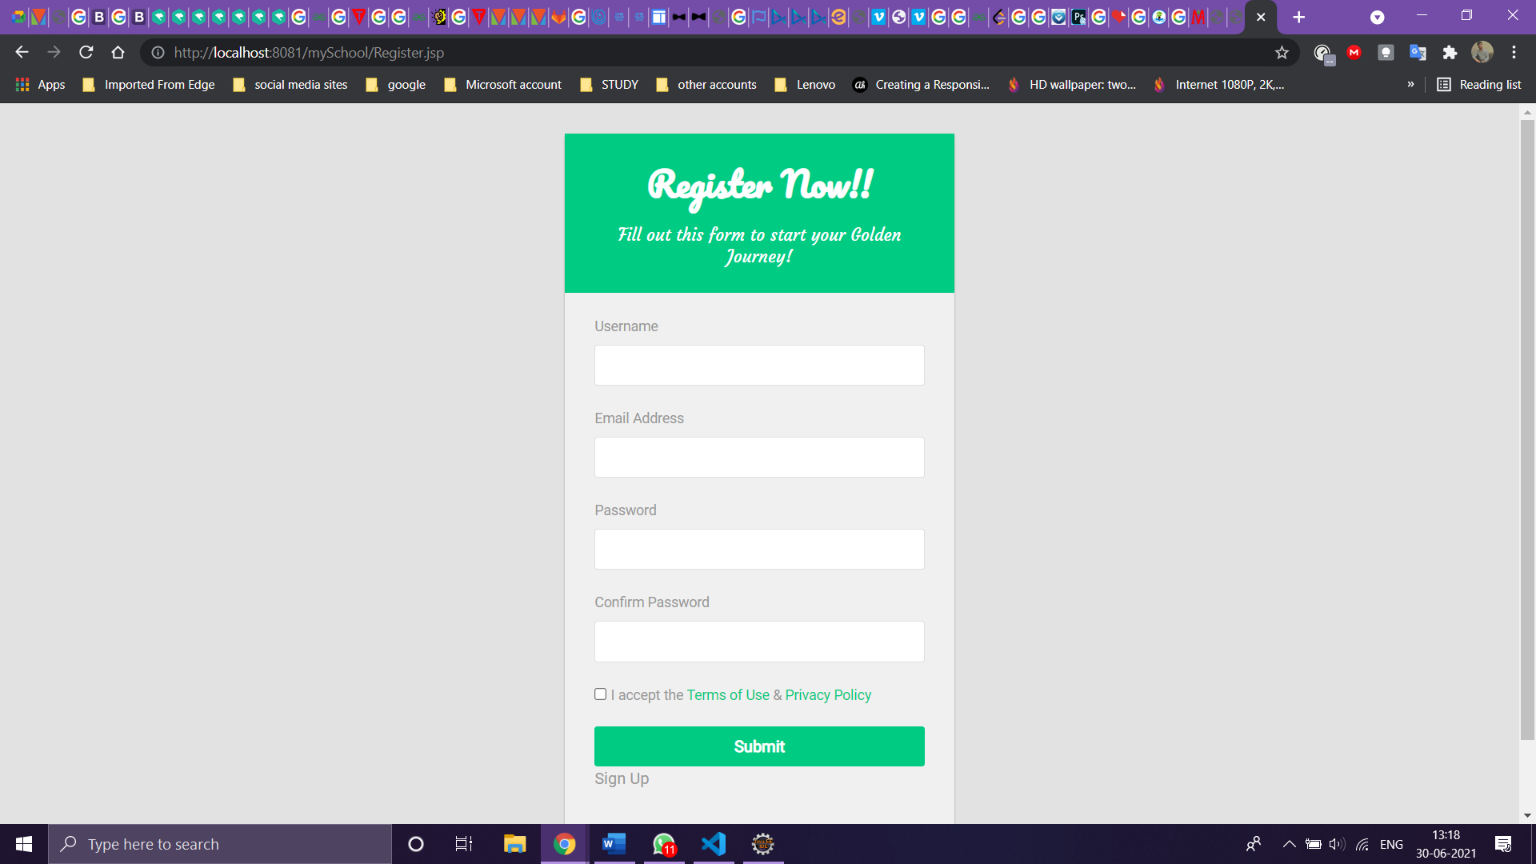 http://localhost:8081/mySchool/Register.jsp
Apps Imported From Edge social media sites google Microsoft account STUDY other accounts Lenovo Creating a Responsi... HD wallpaper: two... Internet 1080P, 2K,... » Reading list
Register Now!!
Fill out this form to start your Golden
Journey!
Username
Email Address
Password
Confirm Password
I accept the Terms of Use & Privacy Policy
Submit
Sign Up
Type here to search
11
ENG
13:18
30-06-2021